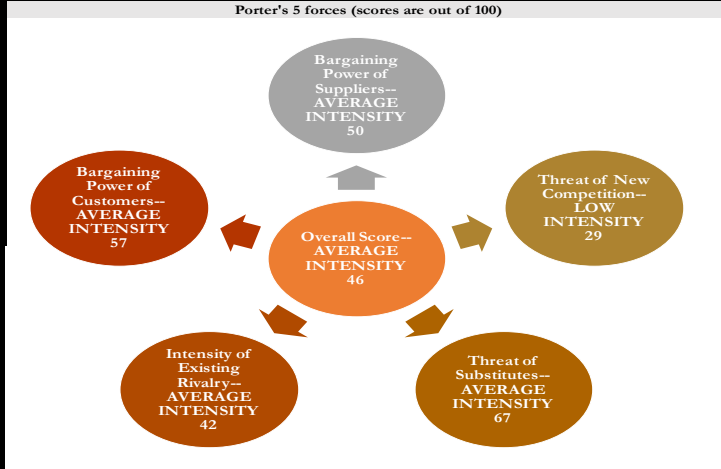 Porter's 5 forces (scores are out of 100)
Bargaining
Power of
Suppliers--
AVERAGE
INTENSITY
50
Bargaining
Power of
Customers--
AVERAGE
INTENSITY
57
Threat of New
Competition--
LOW
INTENSITY
29
Overall Score--
AVERAGE
INTENSITY
46
Intensity of
Existing
Rivalry--
AVERAGE
INTENSITY
42
Threat of
Substitutes--
AVERAGE
INTENSITY
67